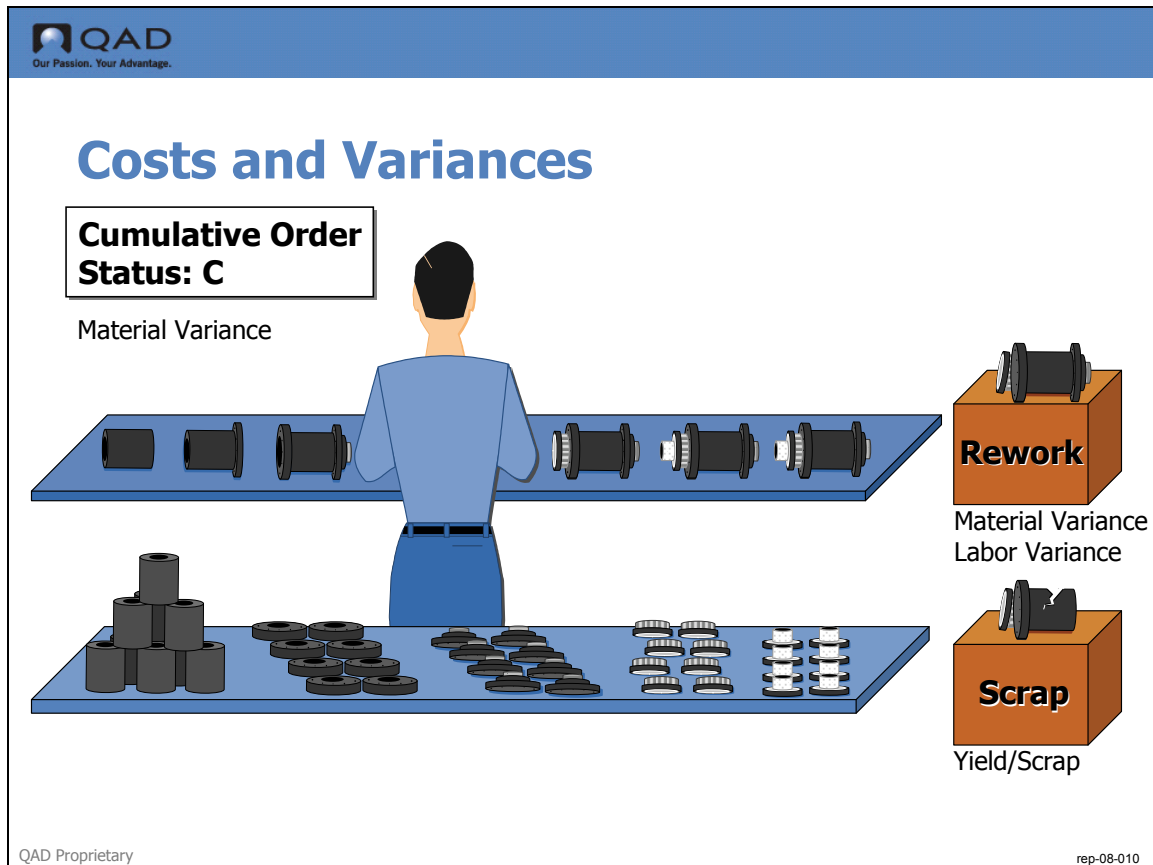 QAD
Our Passion. Your Advantage.
Costs and Variances
Cumulative Order
Status: C
Material Variance
Rework
Material Variance
Labor Variance
Scrap
Yield/Scrap
QAD Proprietary
rep-08-010